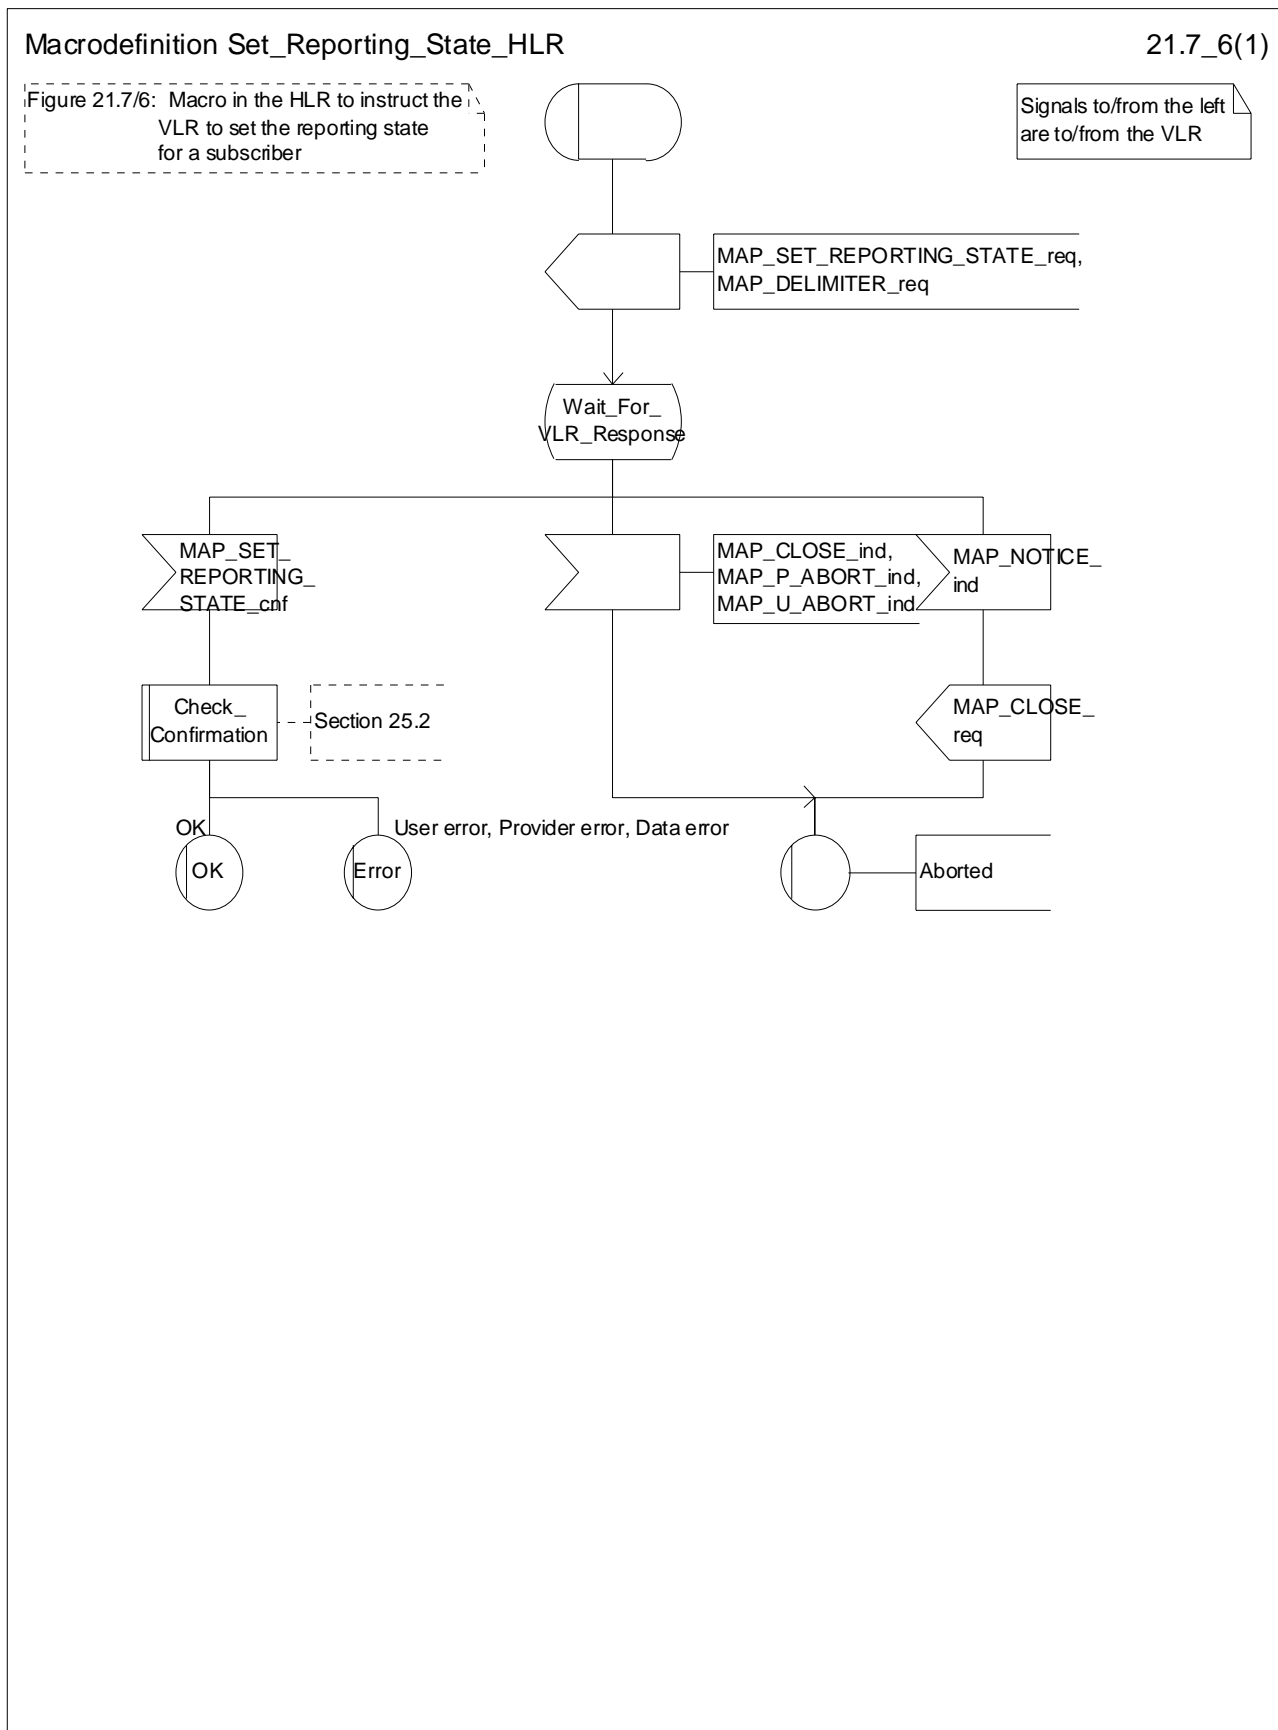 Macrodefinition Set_Reporting_State_HLR
21.7_6(1)
Figure 21.7/6: Macro in the HLR to instruct the
VLR to set the reporting state
for a subscriber
Signals to/from the left
are to/from the VLR
MAP_SET_REPORTING_STATE_req,
MAP_DELIMITER_req
Wait_For_
VLR_Response
MAP_SET_
REPORTING_
STATE_cnf
MAP_CLOSE_ind,
MAP_P_ABORT_ind,
MAP_U_ABORT_ind
MAP_NOTICE_
ind
Check_
Confirmation
Section 25.2
MAP_CLOSE_
req
OK
User error, Provider error, Data error
OK
Error
Aborted